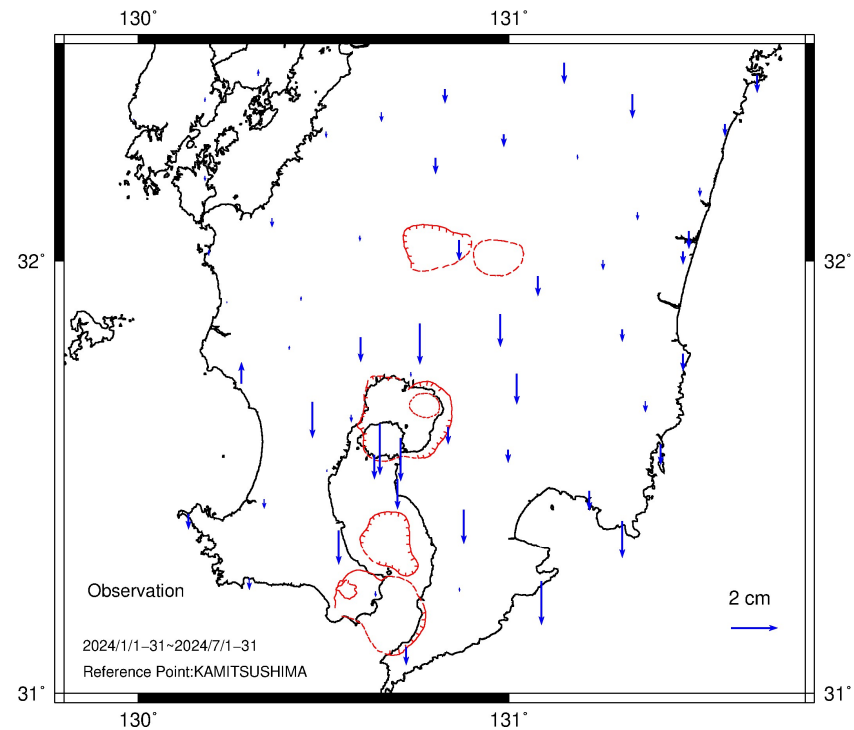 130˚ 131˚
32˚ 32˚
Observation
2 cm
2024/1/1−31~2024/7/1−31
Reference Point:KAMITSUSHIMA
31˚ 31˚
130˚ 131˚